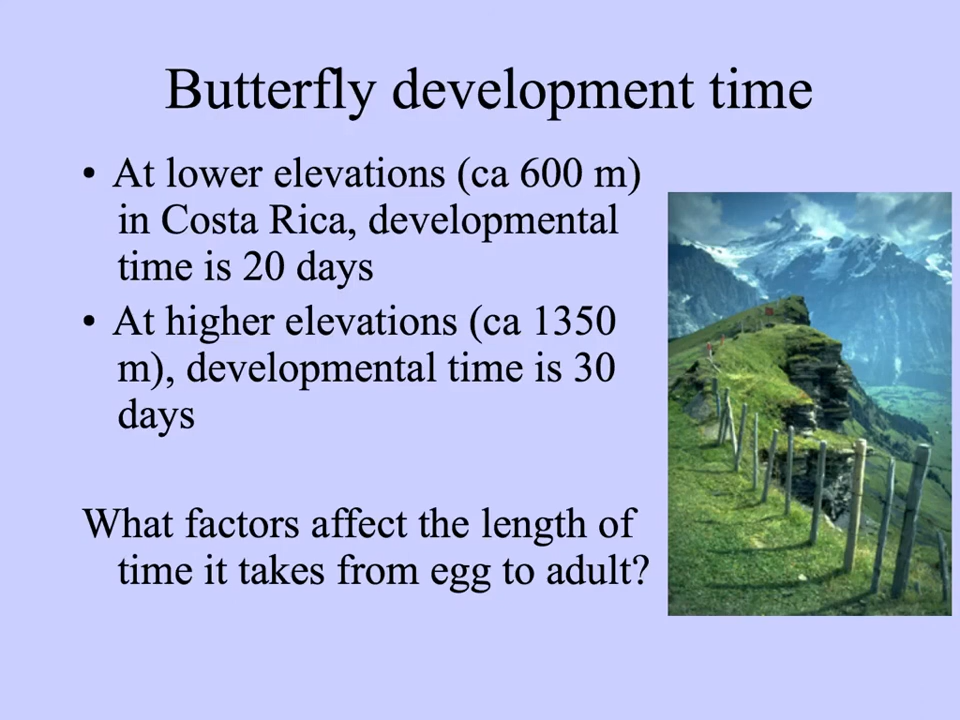 Butterfly development time
• At lower elevations (ca 600 m)
in Costa Rica, developmental
time is 20 days
• At higher elevations (ca 1350
m), developmental time is 30
days
What factors affect the length of
time it takes from egg to adult?